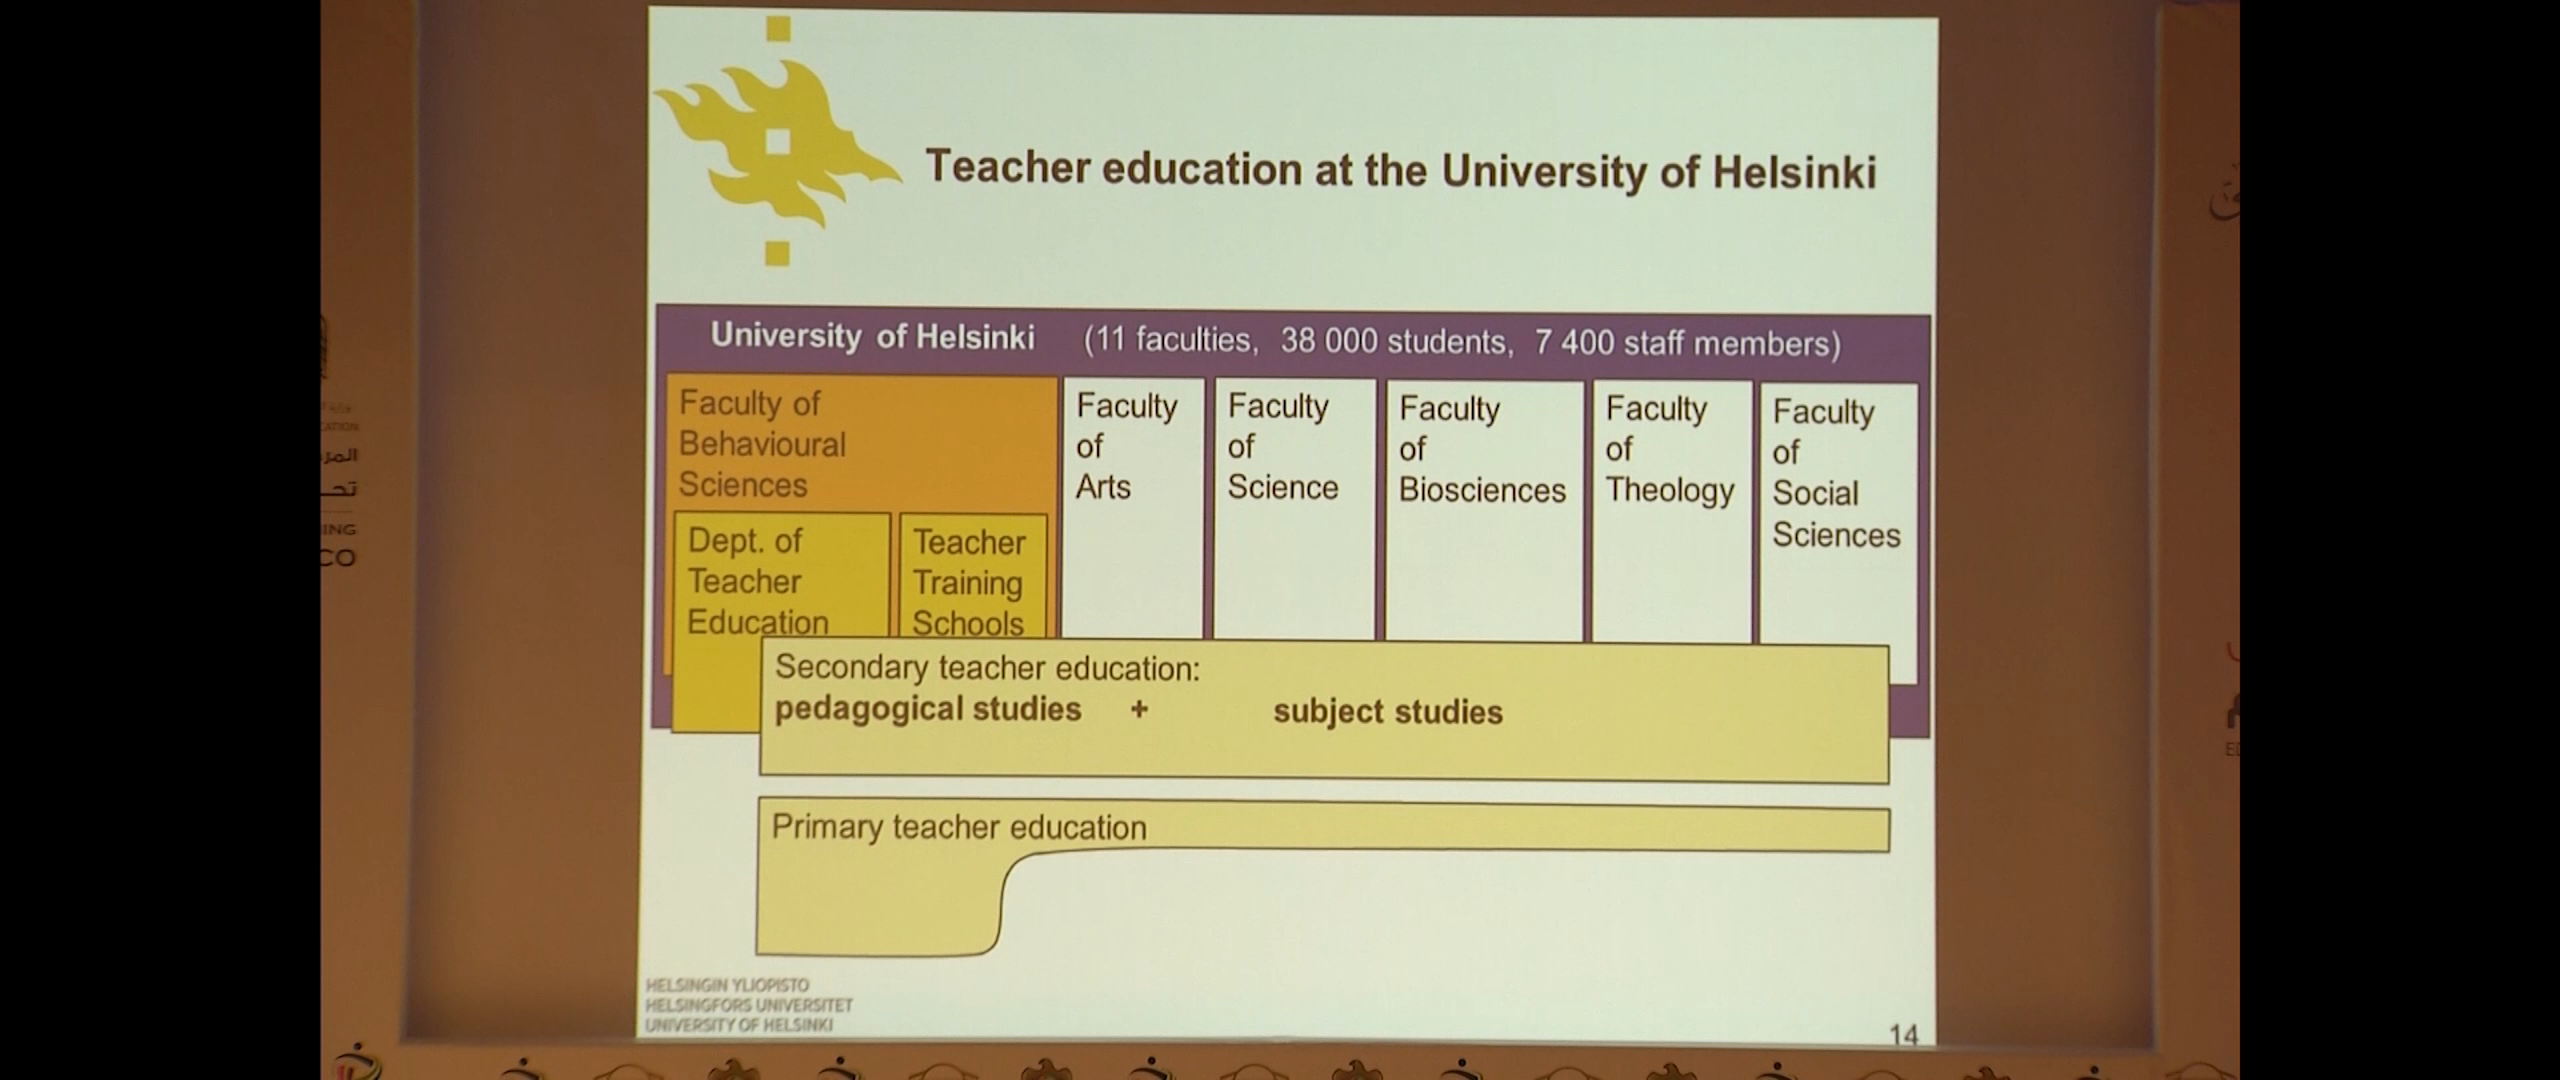 Teacher education at the University of Helsinki
University of Helsinki (11 faculties, 38 000 students, 7 400 staff members)
Faculty of
Behavioural
Sciences
Dept. of
Teacher
Education
Teacher
Training
Schools
Faculty
of
Arts
Faculty
of
Science
Faculty
of
Biosciences
Faculty
of
Theology
Faculty
of
Social
Sciences
Secondary teacher education:
pedagogical studies + subject studies
Primary teacher education
HELSINGIN YLIOPISTO
HELSINGFORS UNIVERSITET
UNIVERSITY OF HELSINKI
14